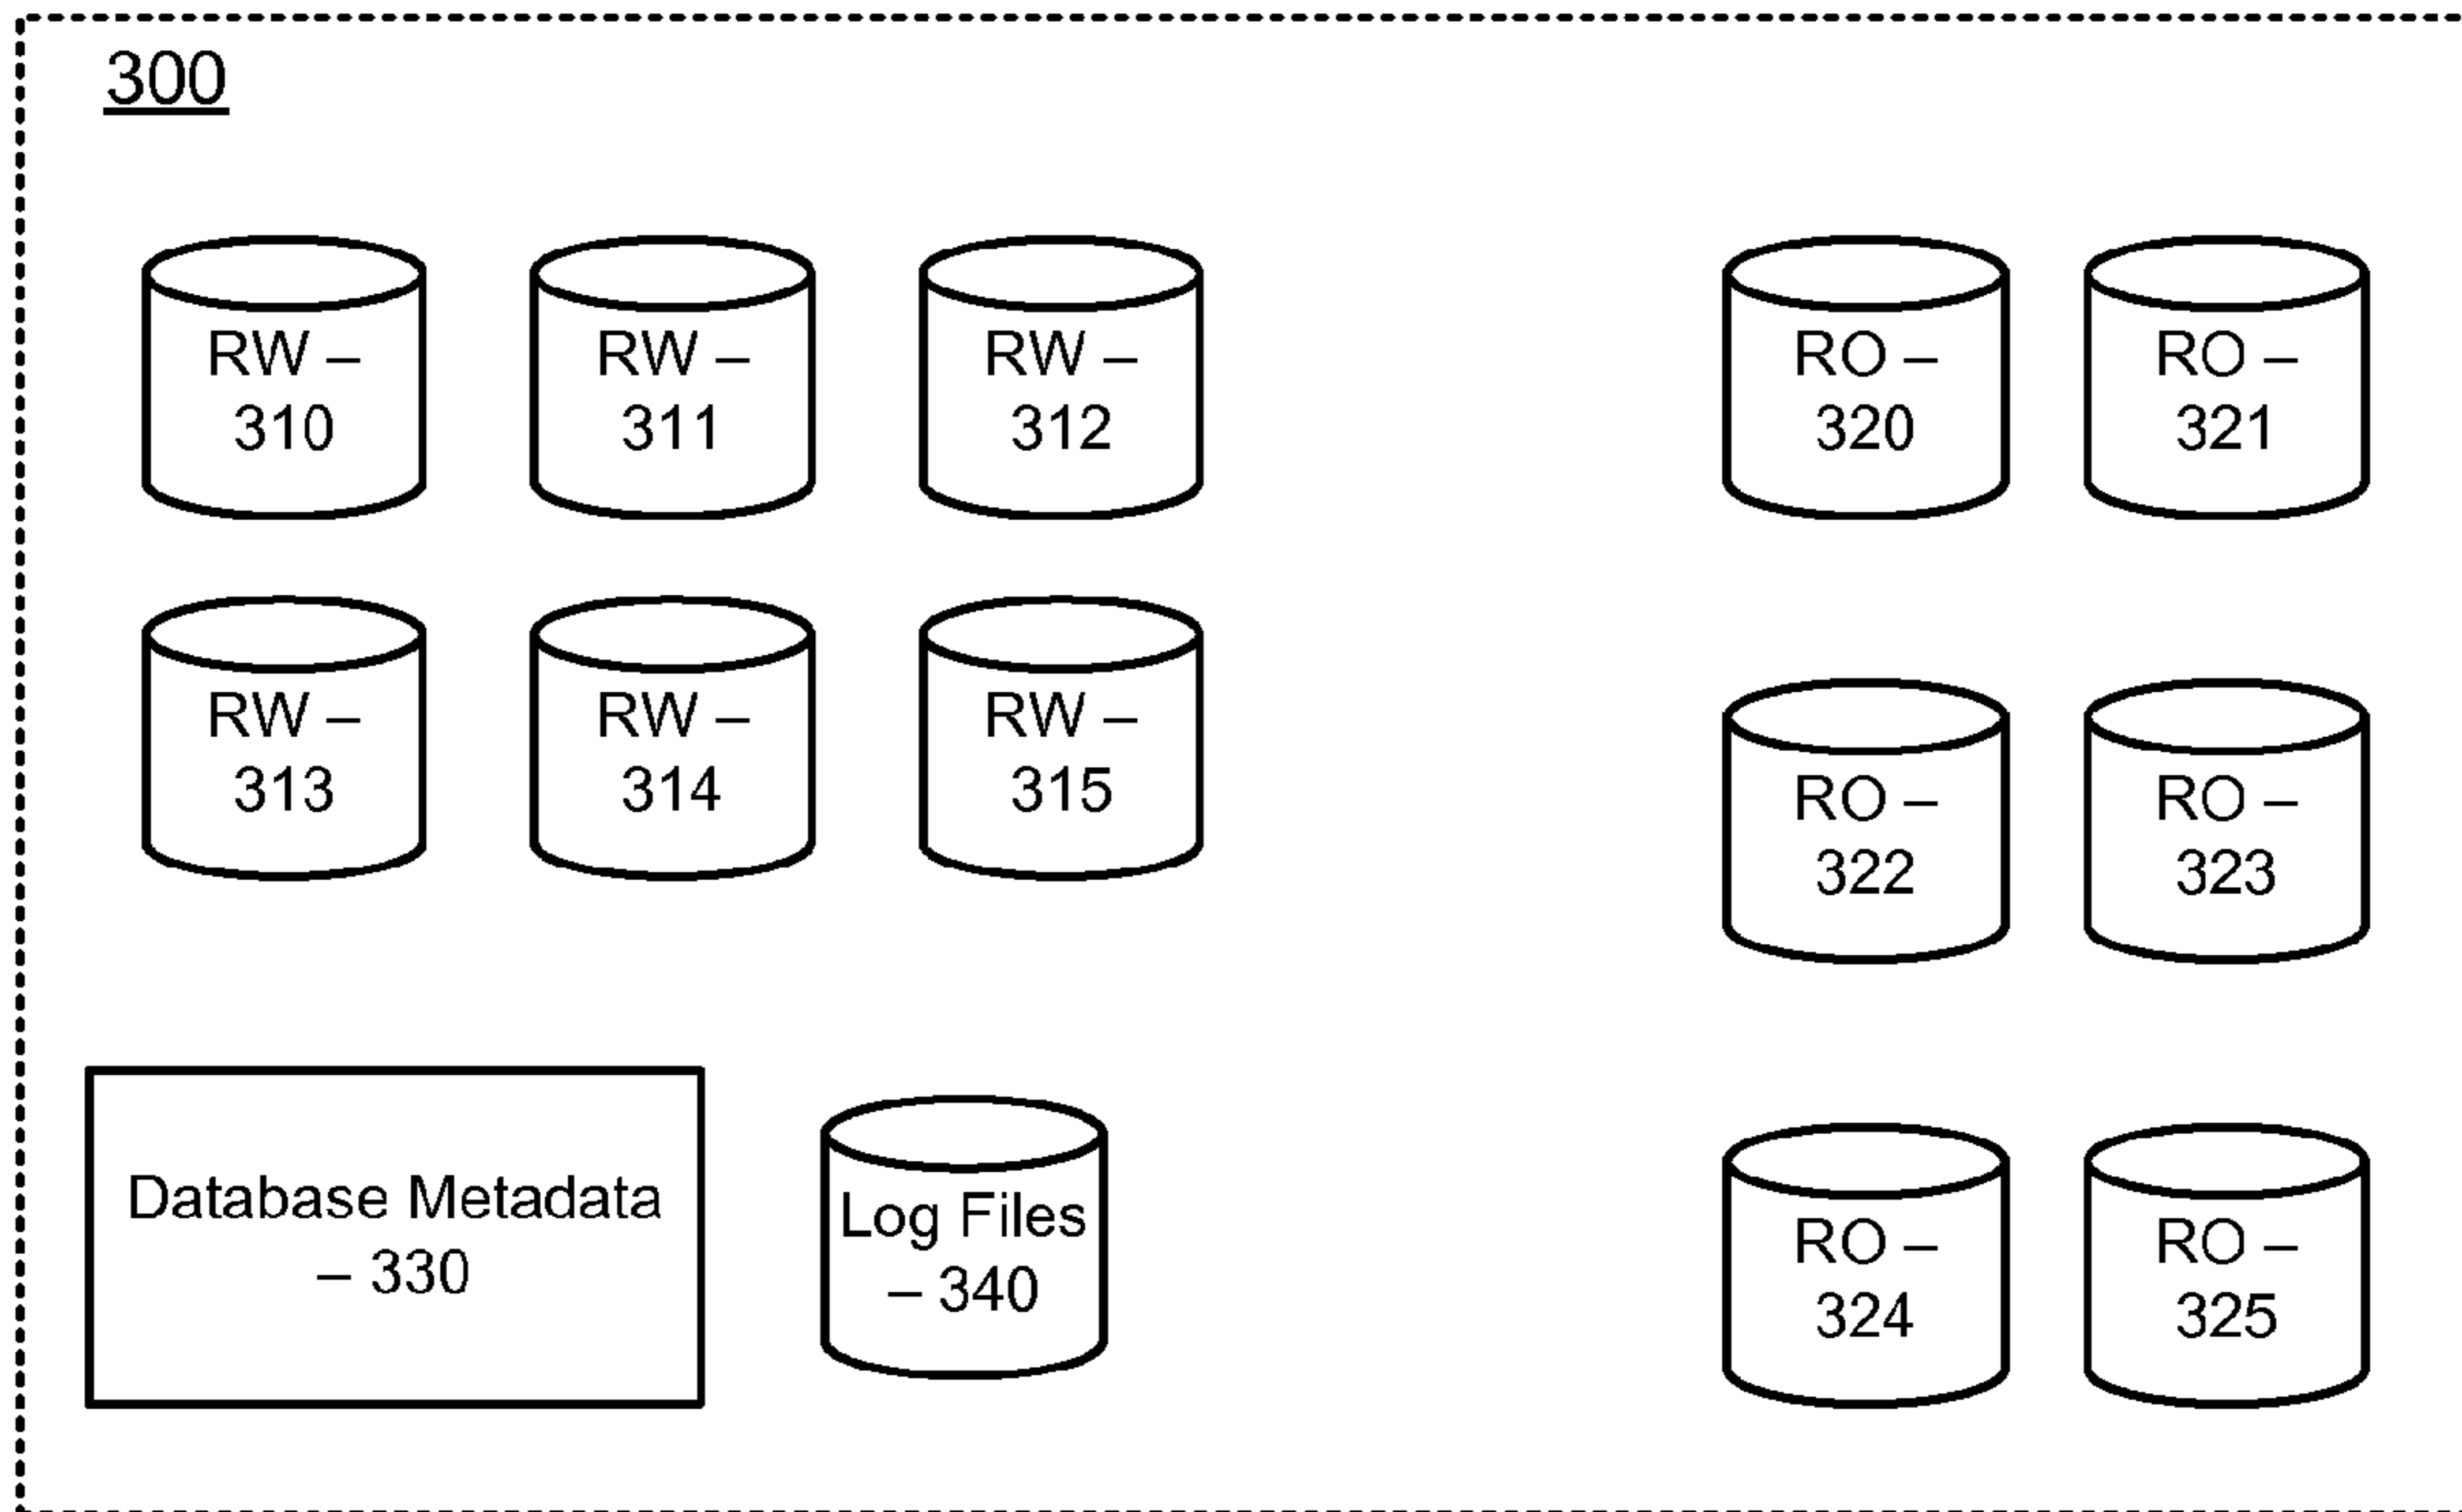 300
RW –
310
RW –
311
RW –
312
RO –
320
RO –
321
RW –
313
RW –
314
RW –
315
RO –
322
RO –
323
Database Metadata
– 330
Log Files
– 340
RO –
324
RO –
325